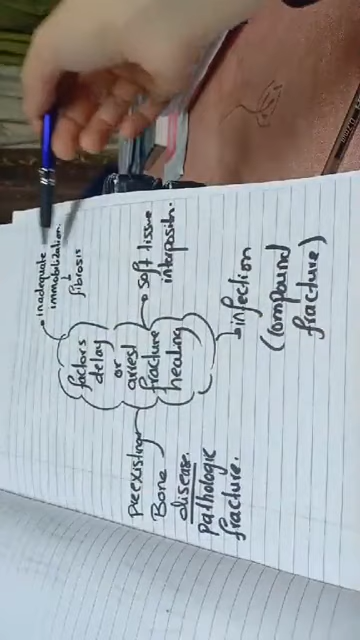 factors
delay
or
arrest
fracture
healing
inadequate
immobilization.
fibrosis
soft tissue
interpositn.
infection
(compound
fracture)
Preexisting
Bone
disease.
Pathologic
fracture.